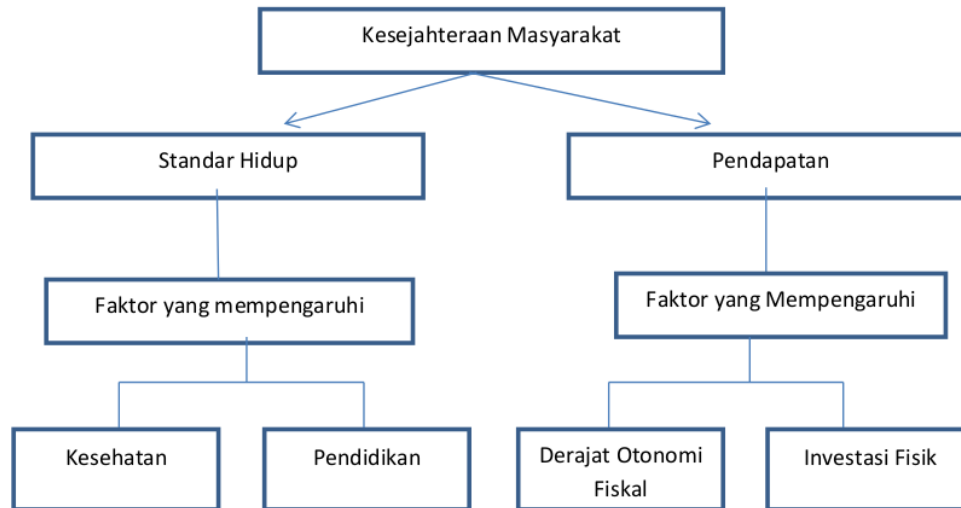 Kesejahteraan Masyarakat
Standar Hidup
Pendapatan
Faktor yang mempengaruhi
Faktor yang Mempengaruhi
Kesehatan
Pendidikan
Derajat Otonomi
Fiskal
Investasi Fisik